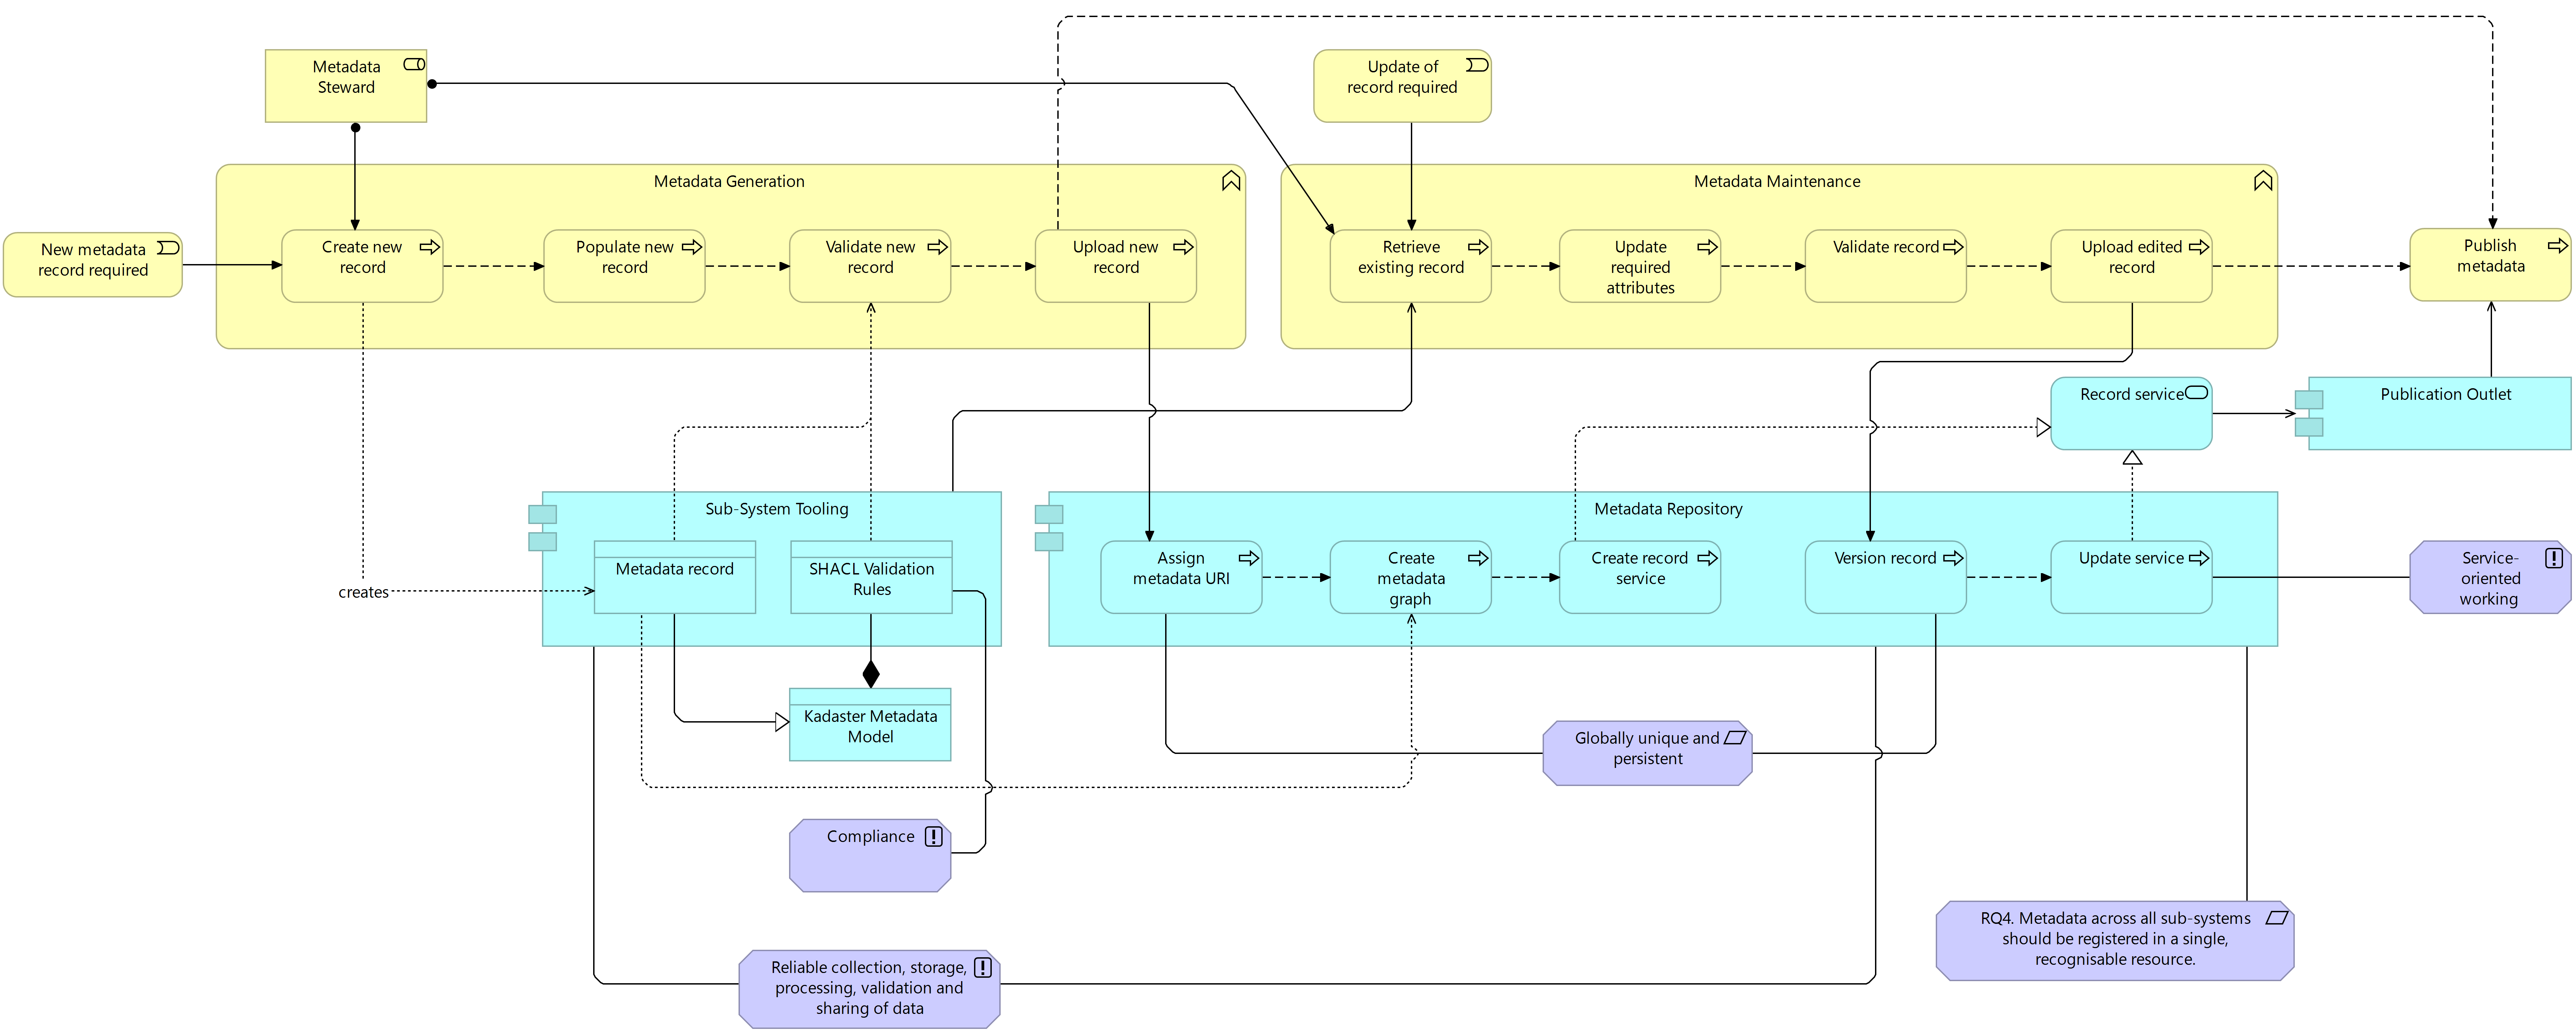 Metadata
Steward
Update of
record required
Metadata Generation
Metadata Maintenance
New metadata
record required
Create new
record
Populate new
record
Validate new
record
Upload new
record
Retrieve
existing record
Update
required
attributes
Validate record
Upload edited
record
Publish
metadata
Record service
Publication Outlet
Sub-System Tooling
Metadata Repository
creates
Metadata record
SHACL Validation
Rules
Assign
metadata URI
Create
metadata
graph
Create record
service
Version record
Update service
Service-
oriented
working
Kadaster Metadata
Model
Globally unique and
persistent
Compliance
RQ4. Metadata across all sub-systems
should be registered in a single,
recognisable resource.
Reliable collection, storage,
processing, validation and
sharing of data